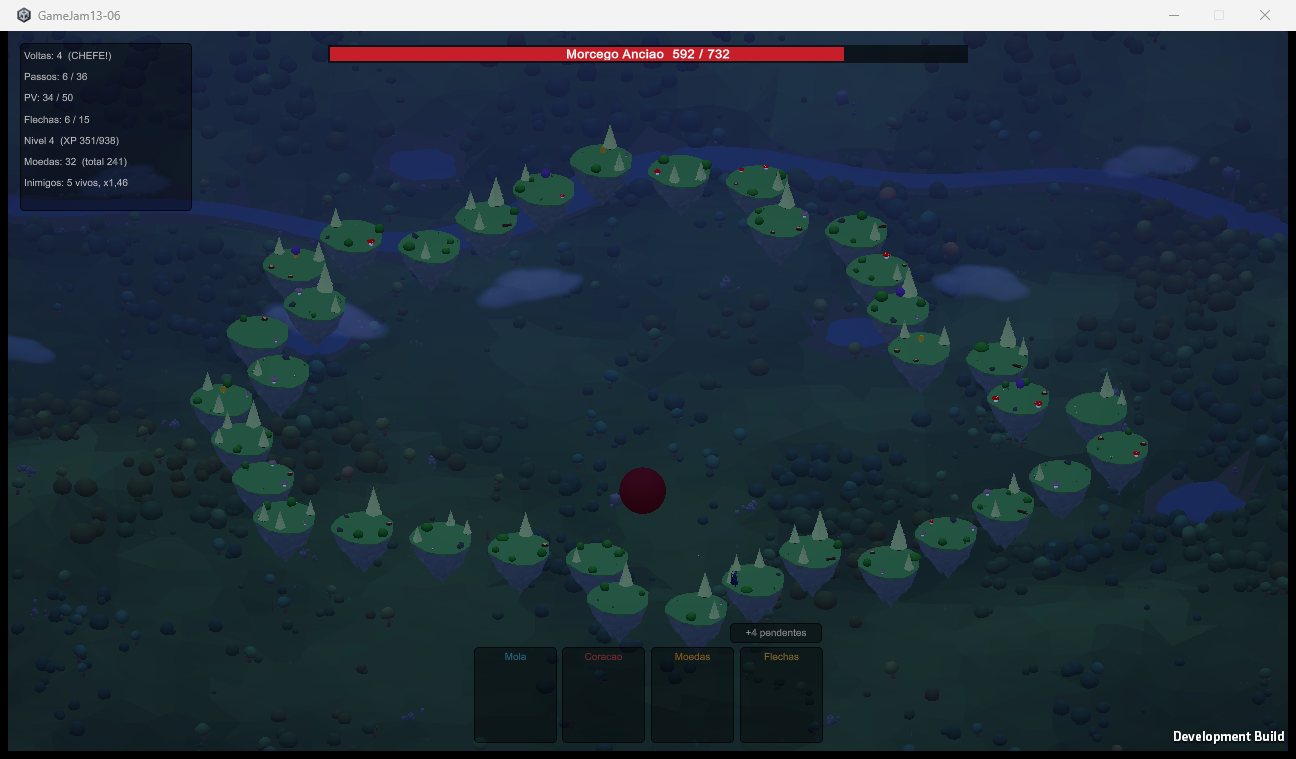 GameJam13-06
Voltas: 4 (CHEFE!)
Passos: 6 / 36
PV: 34 / 50
Flechas: 6 / 15
Nivel 4 (XP 351/938)
Moedas: 32 (total 241)
Inimigos: 5 vivos, x1,46
Morcego Anciao 592 / 732
+4 pendentes
Mola
Coracao
Moedas
Flechas
Development Build